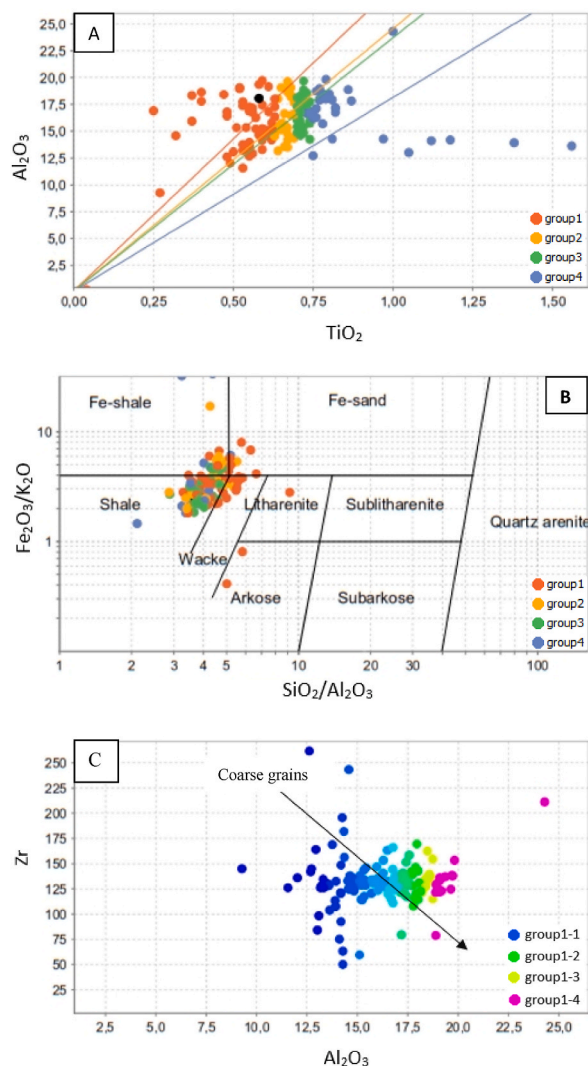 A
25,0
22,5
20,0
17,5
15,0
12,5
10,0
7,5
5,0
2,5
Al₂O₃
group1
group2
group3
group4
0,00
0,25
0,50
0,75
1,00
1,25
1,50
TiO₂
B
Fe-shale
Fe-sand
10
1
Fe₂O₃/K₂O
Shale
Litharenite
Sublitharenite
Quartz arenite
Wacke
Arkose
Subarkose
group1
group2
group3
group4
1
2
3
4
5
10
20
30
100
SiO₂/Al₂O₃
C
Coarse grains
250
225
200
175
150
125
100
75
50
25
Zr
group1-1
group1-2
group1-3
group1-4
2,5
5,0
7,5
10,0
12,5
15,0
17,5
20,0
22,5
25,0
Al₂O₃